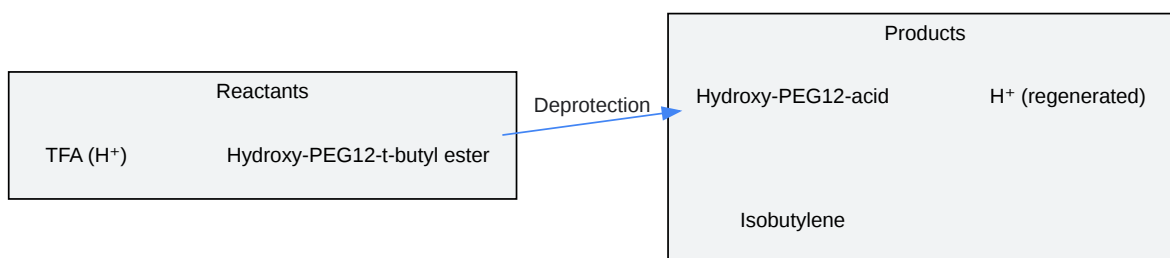 Reactants
TFA (H⁺)
Hydroxy-PEG12-t-butyl ester
Deprotection
Products
Hydroxy-PEG12-acid
H⁺ (regenerated)
Isobutylene